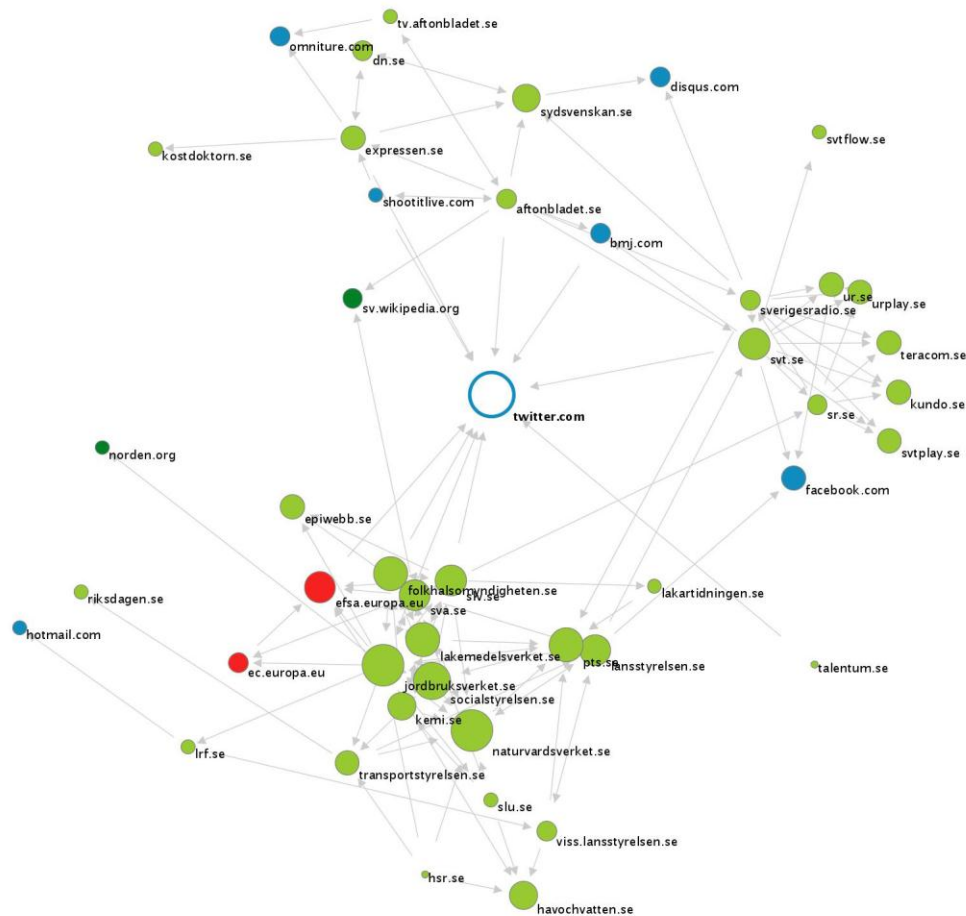 tv.aftonbladet.se
omniture.com
dn.se
disqus.com
sydsvenskan.se
svtflow.se
expressen.se
kostdoktorn.se
shootitlive.com
aftonbladet.se
bmj.com
sv.wikipedia.org
ur.se
urplay.se
sverigesradio.se
teracom.se
svt.se
kundo.se
twitter.com
sr.se
norden.org
svtplay.se
facebook.com
epiwebb.se
folkhalsomyndigheten.se
slv.se
riksdagen.se
efsa.europa.eu
lakartidningen.se
sva.se
hotmail.com
lakemedelsverket.se
pts.se
lansstyrelsen.se
talentum.se
ec.europa.eu
jordbruksverket.se
socialstyrelsen.se
kemi.se
lrf.se
naturvardsverket.se
transportstyrelsen.se
slu.se
viss.lansstyrelsen.se
hsr.se
havochvatten.se